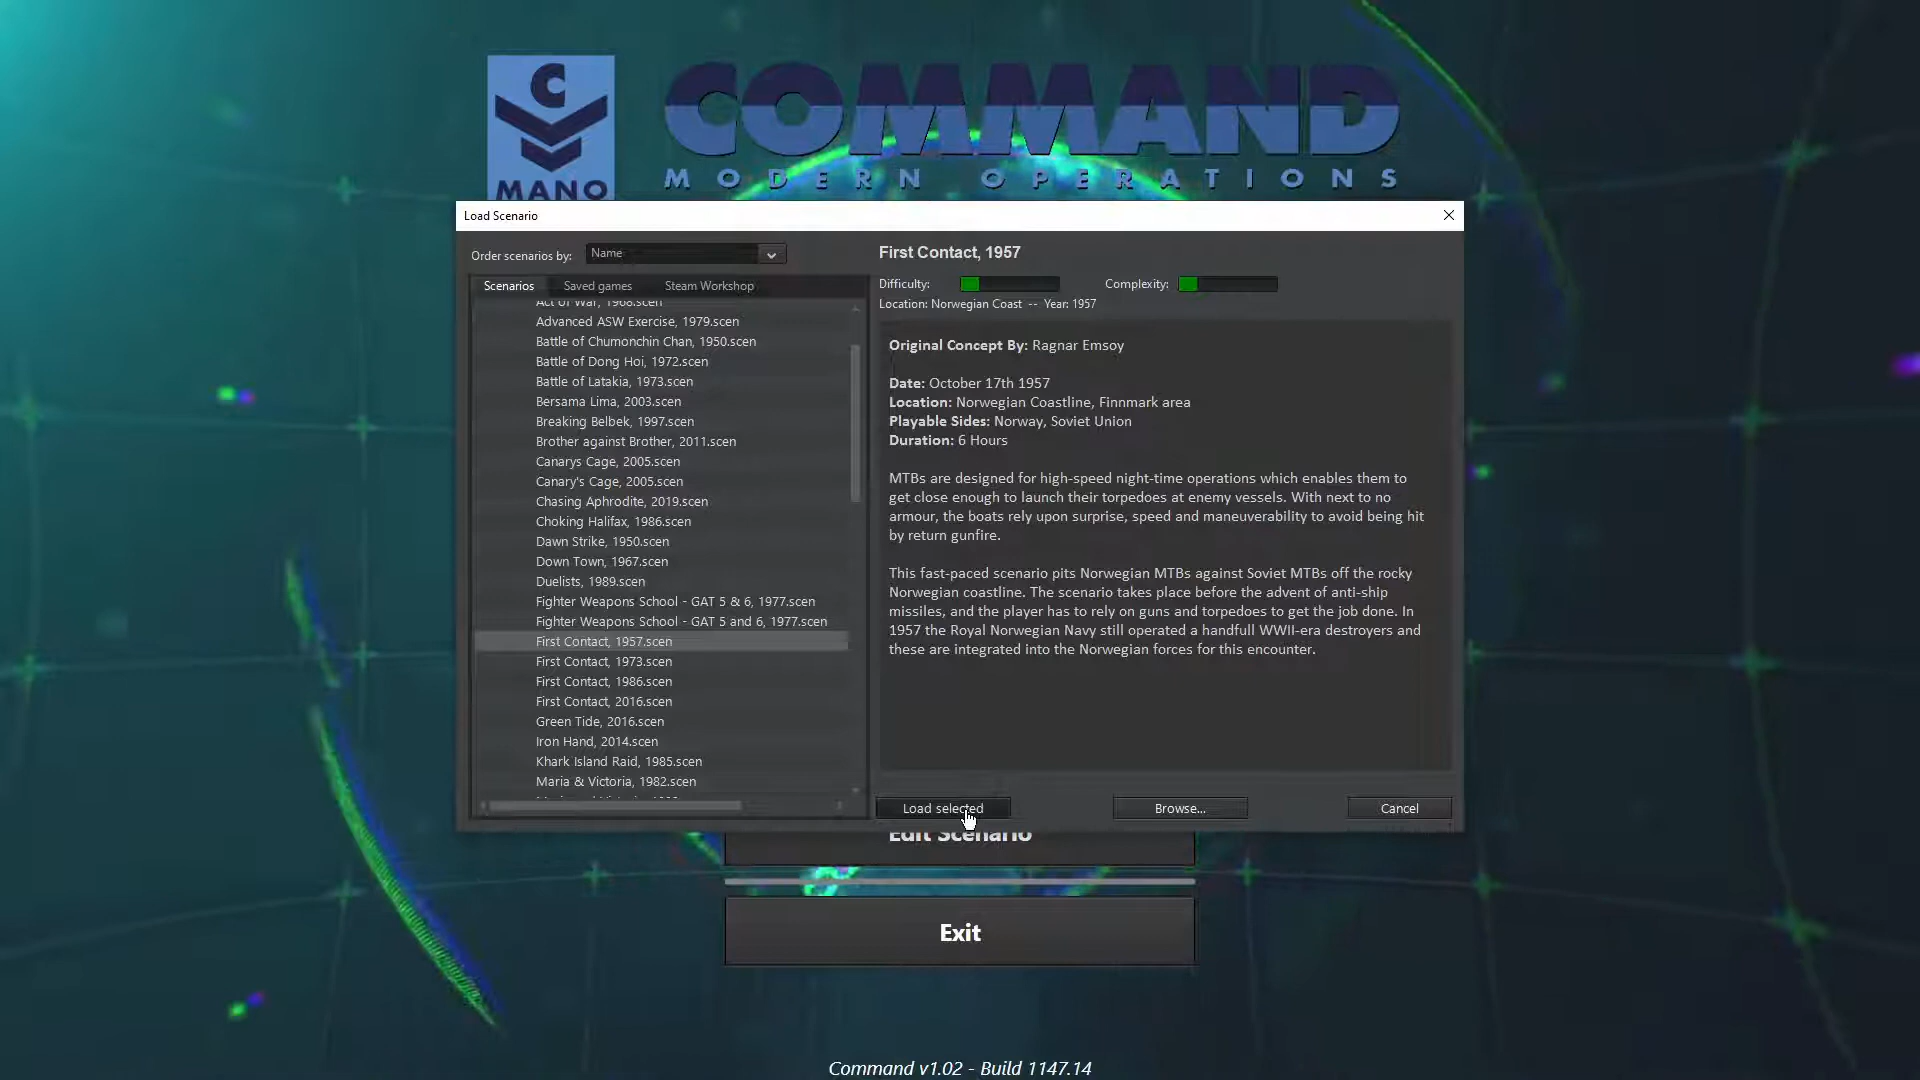 C
MANO
COMMAND
MODERN OPERATIONS
Load Scenario
Order scenarios by:
Name
Scenarios
Saved games
Steam Workshop
Act of War, 1968.scen
Advanced ASW Exercise, 1979.scen
Battle of Chumonchin Chan, 1950.scen
Battle of Dong Hoi, 1972.scen
Battle of Latakia, 1973.scen
Bersama Lima, 2003.scen
Breaking Belbek, 1997.scen
Brother against Brother, 2011.scen
Canarys Cage, 2005.scen
Canary's Cage, 2005.scen
Chasing Aphrodite, 2019.scen
Choking Halifax, 1986.scen
Dawn Strike, 1950.scen
Down Town, 1967.scen
Duelists, 1989.scen
Fighter Weapons School - GAT 5 & 6, 1977.scen
Fighter Weapons School - GAT 5 and 6, 1977.scen
First Contact, 1957.scen
First Contact, 1973.scen
First Contact, 1986.scen
First Contact, 2016.scen
Green Tide, 2016.scen
Iron Hand, 2014.scen
Khark Island Raid, 1985.scen
Maria & Victoria, 1982.scen
First Contact, 1957
Difficulty:
Complexity:
Location: Norwegian Coast -- Year: 1957
Original Concept By: Ragnar Emsoy
Date: October 17th 1957
Location: Norwegian Coastline, Finnmark area
Playable Sides: Norway, Soviet Union
Duration: 6 Hours
MTBs are designed for high-speed night-time operations which enables them to
get close enough to launch their torpedoes at enemy vessels. With next to no
armour, the boats rely upon surprise, speed and maneuverability to avoid being hit
by return gunfire.
This fast-paced scenario pits Norwegian MTBs against Soviet MTBs off the rocky
Norwegian coastline. The scenario takes place before the advent of anti-ship
missiles, and the player has to rely on guns and torpedoes to get the job done. In
1957 the Royal Norwegian Navy still operated a handfull WWII-era destroyers and
these are integrated into the Norwegian forces for this encounter.
Load selected
Browse...
Cancel
Edit Scenario
Exit
Command v1.02 - Build 1147.14